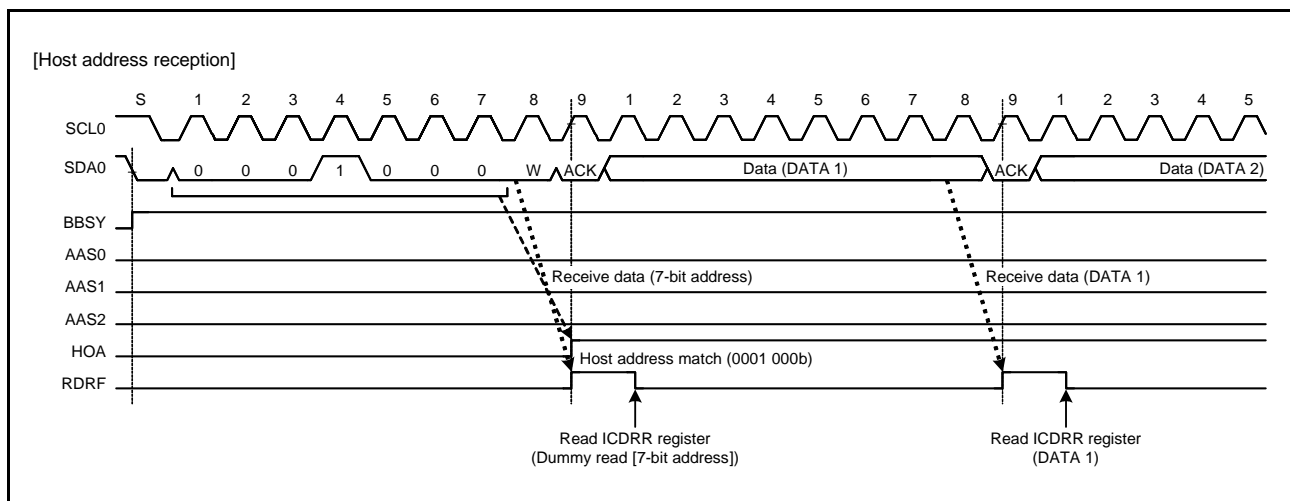 [Host address reception]
S 1 2 3 4 5 6 7 8 9 1 2 3 4 5 6 7 8 9 1 2 3 4 5
SCL0
SDA0 0 0 0 1 0 0 0 W ACK Data (DATA 1) ACK Data (DATA 2)
BBSY
AAS0
Receive data (7-bit address) Receive data (DATA 1)
AAS1
AAS2
HOA
Host address match (0001 000b)
RDRF
Read ICDRR register
(Dummy read [7-bit address])
Read ICDRR register
(DATA 1)